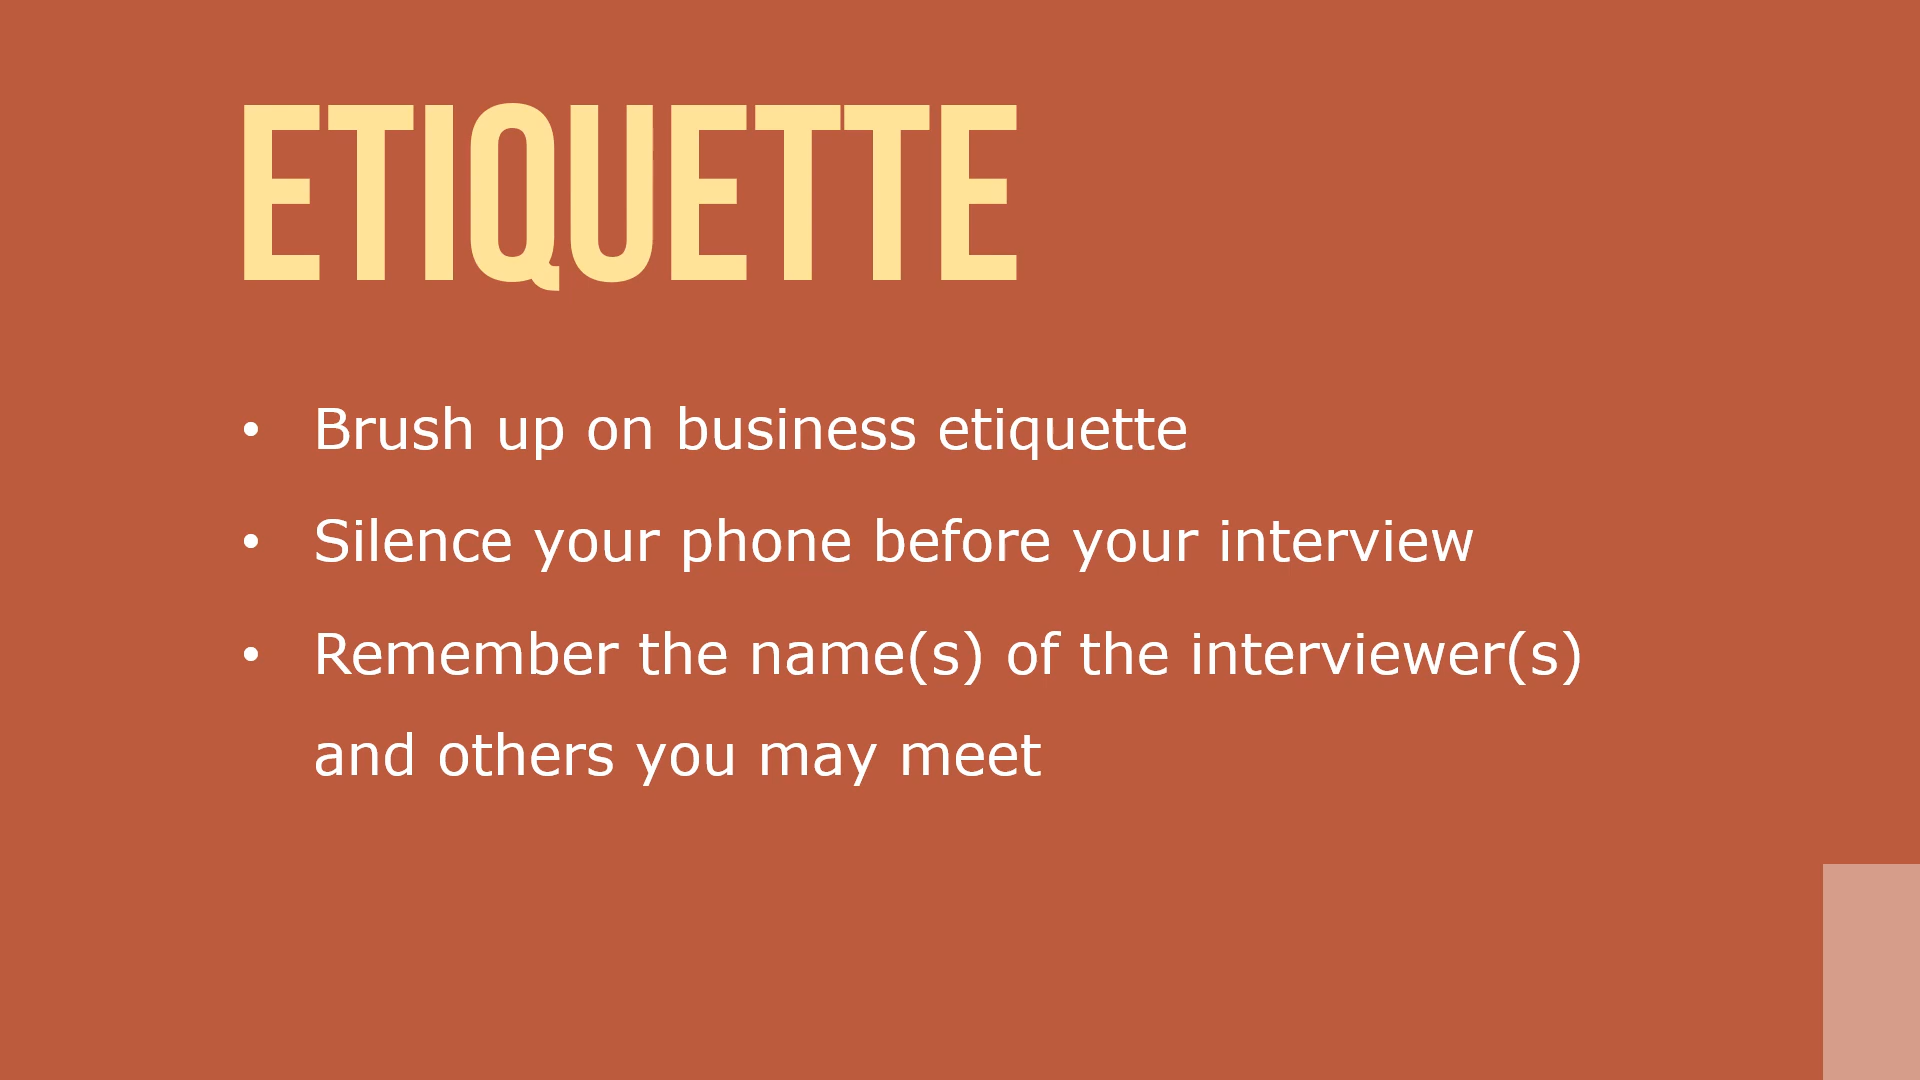 ETIQUETTE
• Brush up on business etiquette
• Silence your phone before your interview
• Remember the name(s) of the interviewer(s)
and others you may meet